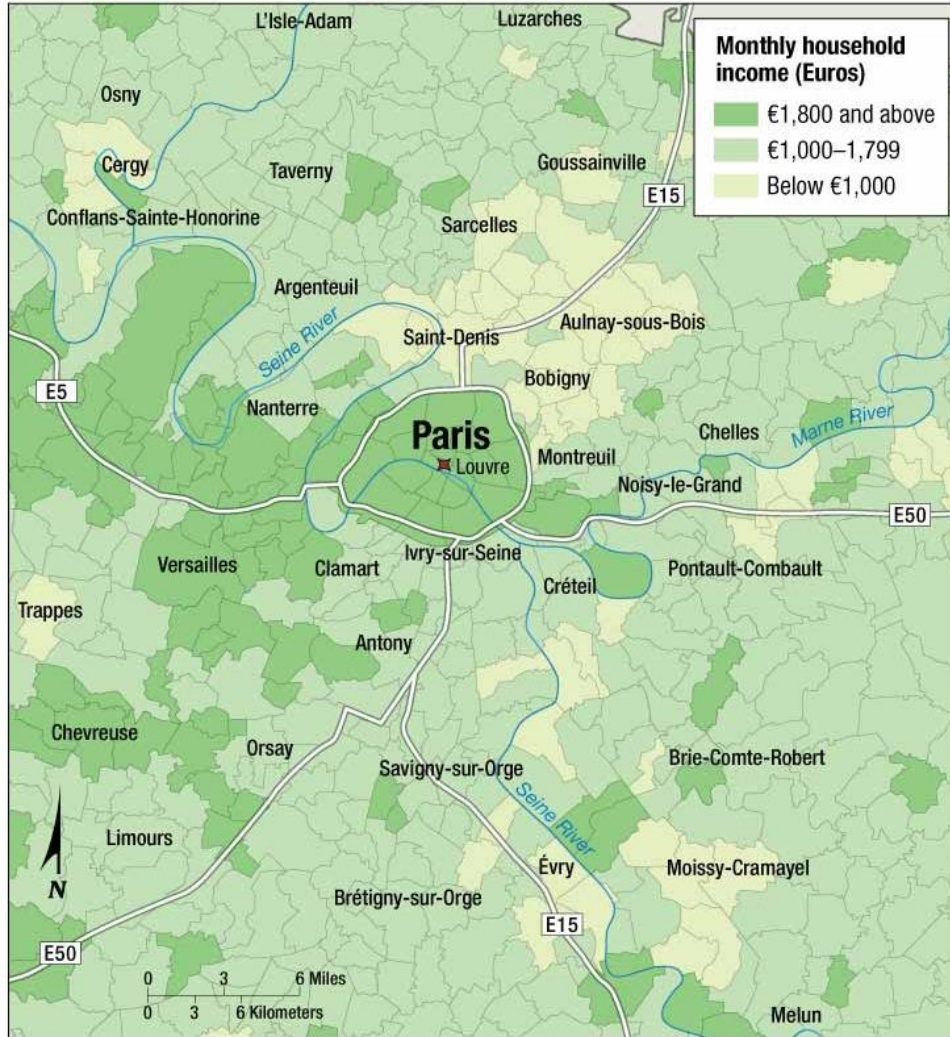 L'Isle-Adam
Luzarches
Monthly household
income (Euros)
€1,800 and above
€1,000–1,799
Below €1,000
Osny
Cergy
Taverny
Goussainville
E15
Conflans-Sainte-Honorine
Sarcelles
Argenteuil
Seine River
Saint-Denis
Aulnay-sous-Bois
E5
Nanterre
Bobigny
Paris
Louvre
Montreuil
Chelles
Marne River
Noisy-le-Grand
E50
Versailles
Clamart
Ivry-sur-Seine
Créteil
Pontault-Combault
Trappes
Antony
Chevreuse
Orsay
Savigny-sur-Orge
Brie-Comte-Robert
Seine River
Limours
N
Évry
Moissy-Cramayel
Brétigny-sur-Orge
E15
E50
0 3 6 Miles
0 3 6 Kilometers
Melun